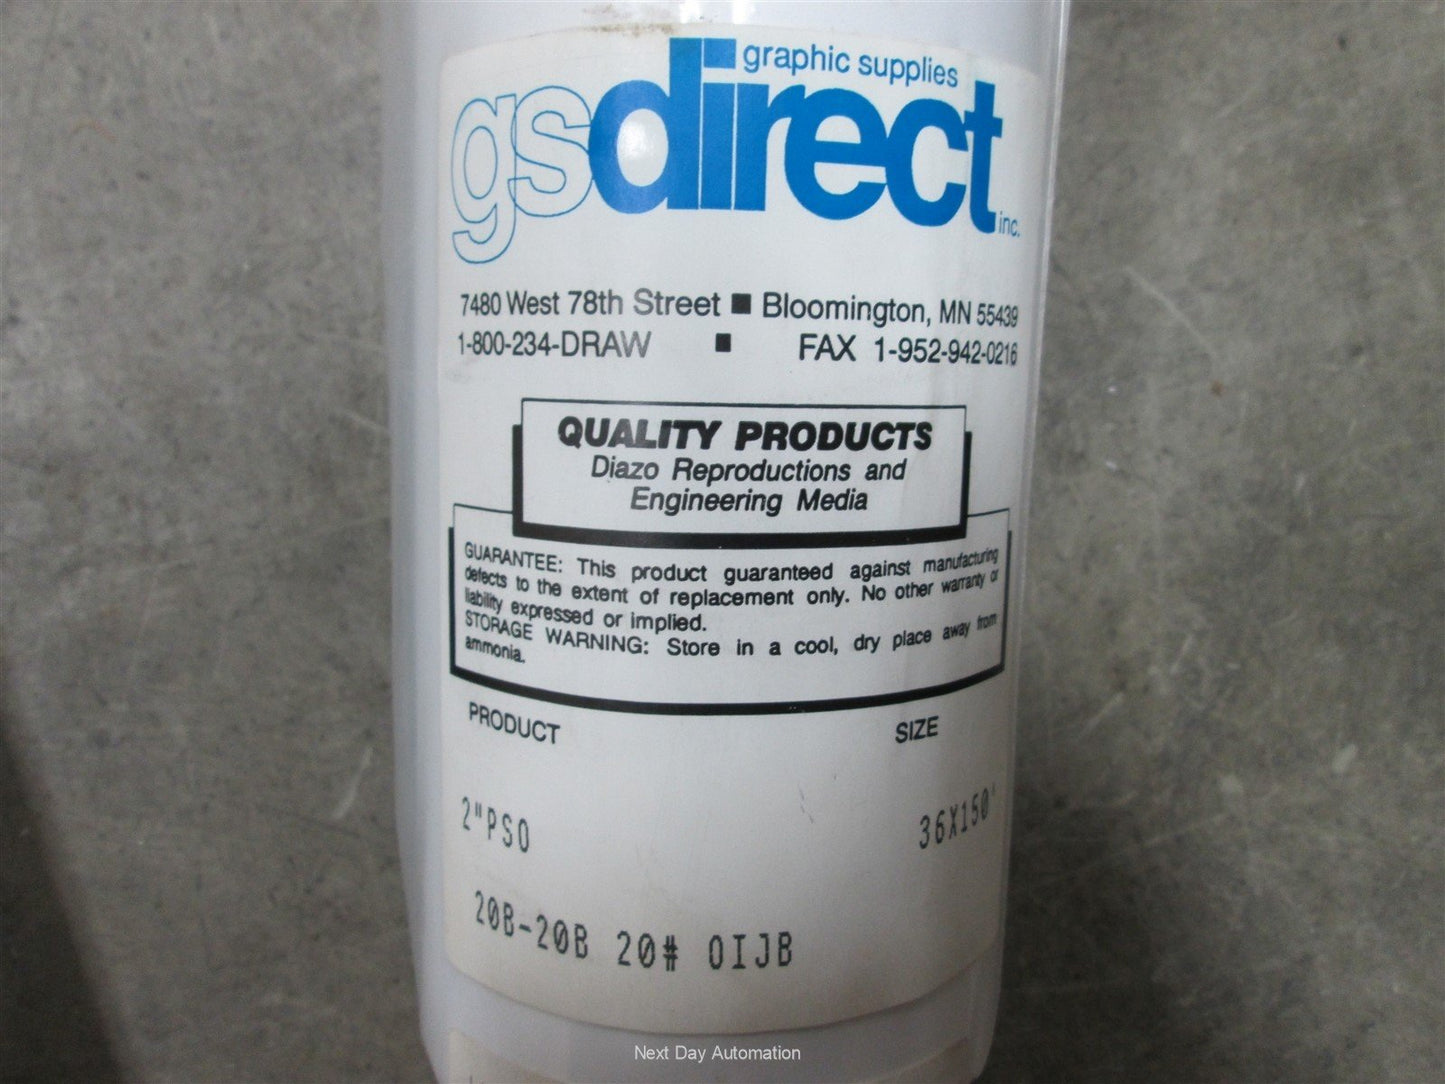 graphic supplies
gsdirect inc.
7480 West 78th Street ■ Bloomington, MN 55439
1-800-234-DRAW ■ FAX 1-952-942-0216
QUALITY PRODUCTS
Diazo Reproductions and
Engineering Media
GUARANTEE: This product guaranteed against manufacturing
defects to the extent of replacement only. No other warranty or
liability expressed or implied.
STORAGE WARNING: Store in a cool, dry place away from
ammonia.
PRODUCT SIZE
2"PSO 36X150'
20B-20B 20# OIJB
Next Day Automation